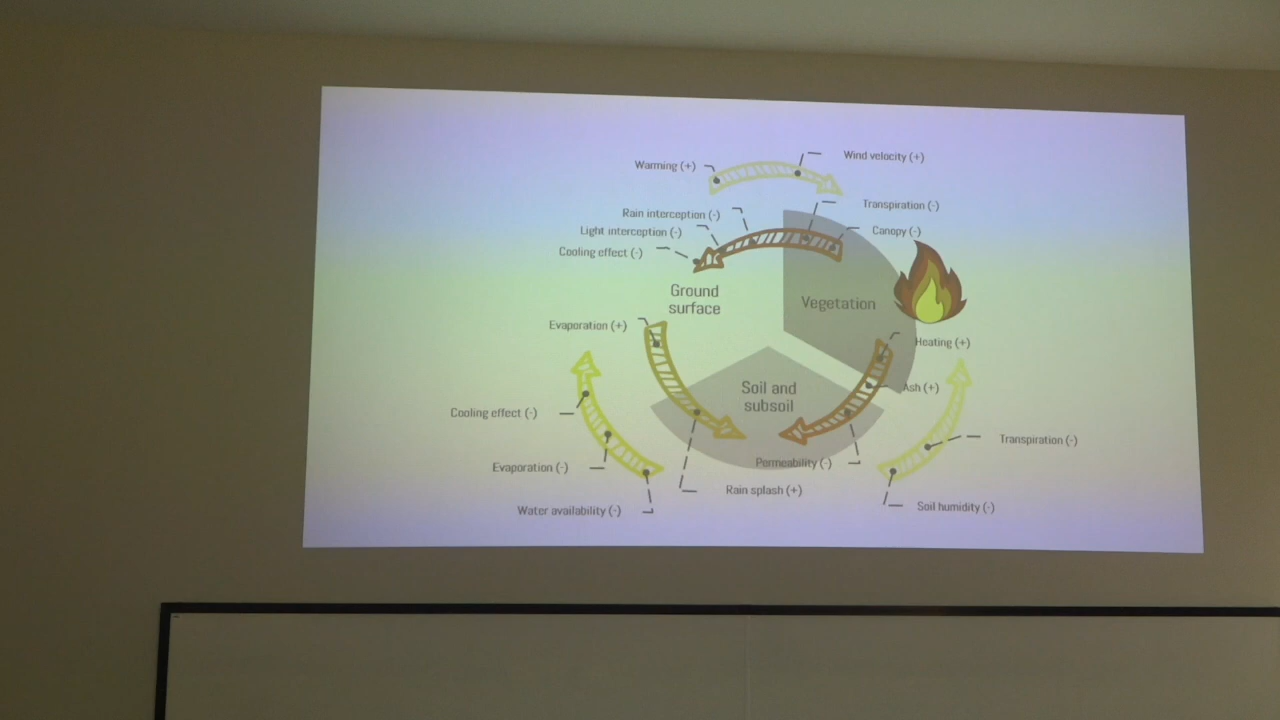 Warming (+)
Wind velocity (+)
Rain interception (-)
Transpiration (-)
Light interception (-)
Canopy (-)
Cooling effect (-)
Ground
surface
Vegetation
Evaporation (+)
Heating (+)
Soil and
subsoil
Ash (+)
Cooling effect (-)
Transpiration (-)
Evaporation (-)
Permeability (-)
Rain splash (+)
Water availability (-)
Soil humidity (-)